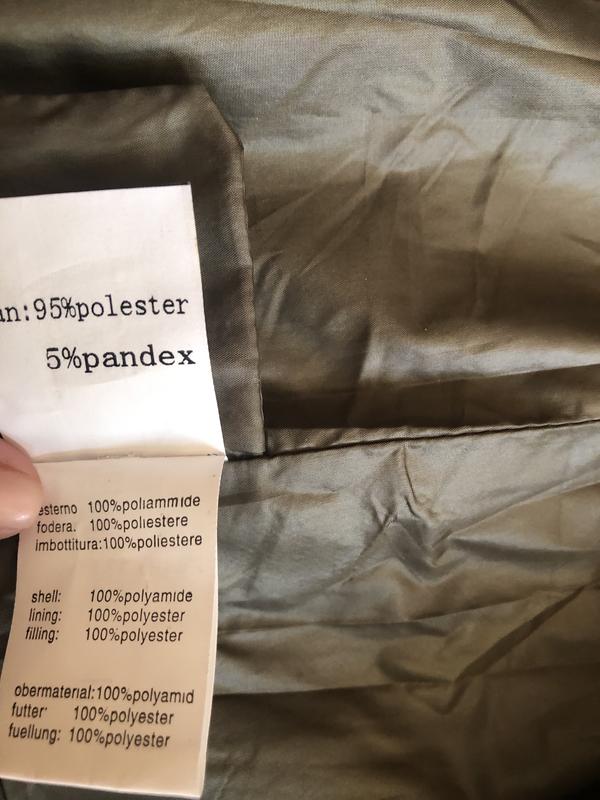 an:95%polester
5%pandex
esterno 100%poliammide
fodera. 100%poliestere
imbottitura:100%poliestere
shell: 100%polyamide
lining: 100%polyester
filling: 100%polyester
obermaterial:100%polyamid
futter 100%polyester
fuellung: 100%polyester